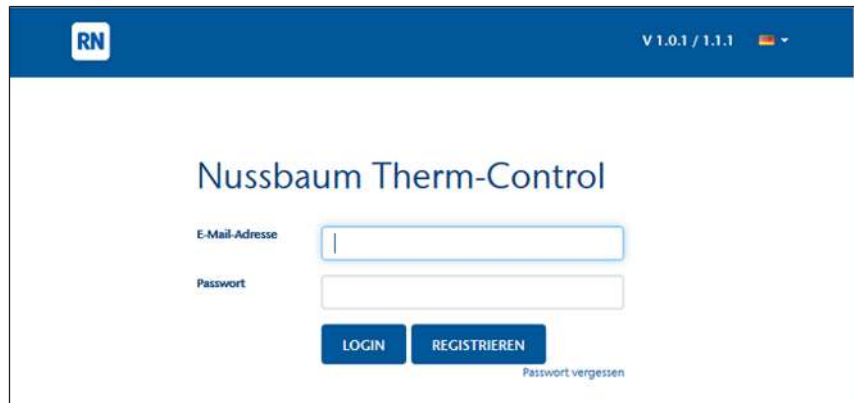 RN
V 1.0.1 / 1.1.1
Nussbaum Therm-Control
E-Mail-Adresse
Passwort
LOGIN REGISTRIEREN
Passwort vergessen